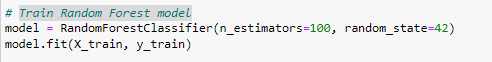 # Train Random Forest model
model = RandomForestClassifier(n_estimators=100, random_state=42)
model.fit(X_train, y_train)